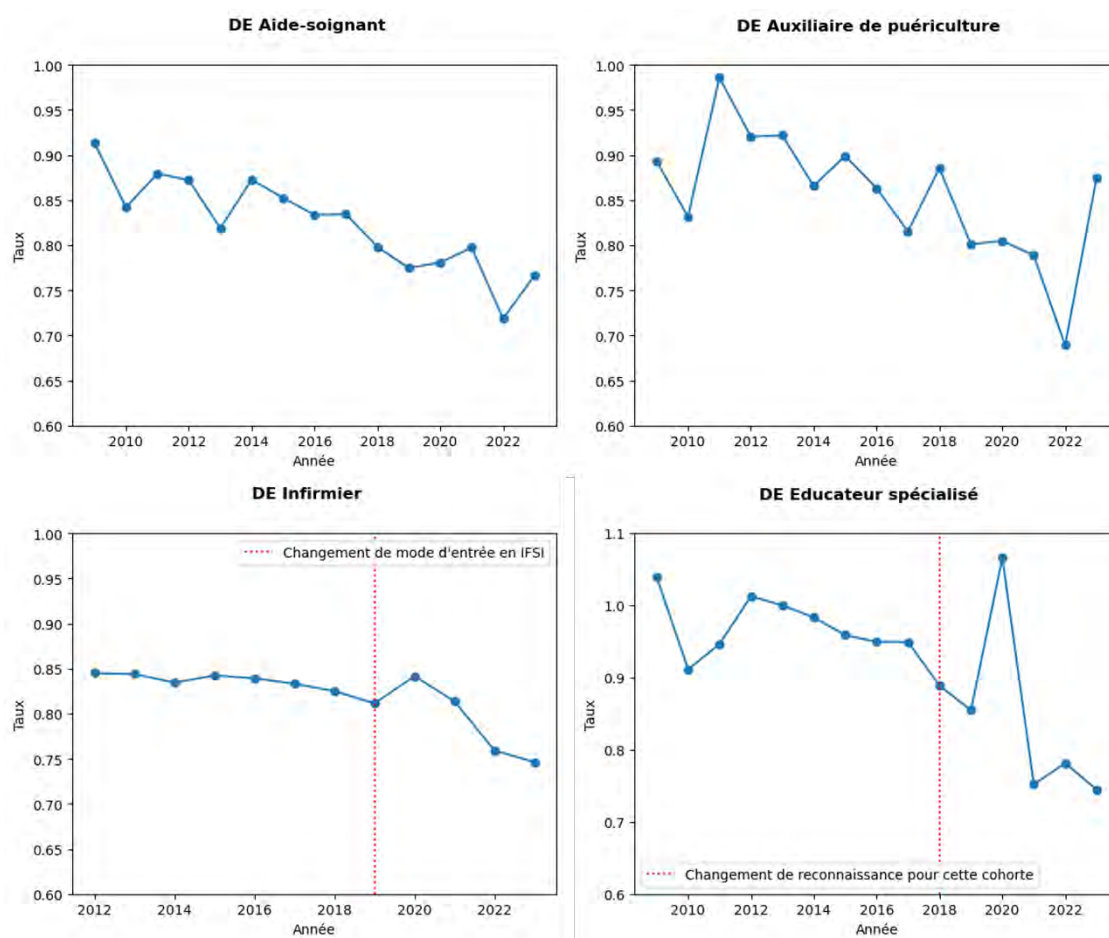 DE Aide-soignant
1.00
0.95
0.90
0.85
0.80
0.75
0.70
0.65
0.60
Taux
2010 2012 2014 2016 2018 2020 2022
Année
DE Auxiliaire de puériculture
1.00
0.95
0.90
0.85
0.80
0.75
0.70
0.65
0.60
Taux
2010 2012 2014 2016 2018 2020 2022
Année
DE Infirmier
Changement de mode d'entrée en IFSI
1.00
0.95
0.90
0.85
0.80
0.75
0.70
0.65
0.60
Taux
2012 2014 2016 2018 2020 2022
Année
DE Educateur spécialisé
1.1
1.0
0.9
0.8
0.7
0.6
Taux
Changement de reconnaissance pour cette cohorte
2010 2012 2014 2016 2018 2020 2022
Année